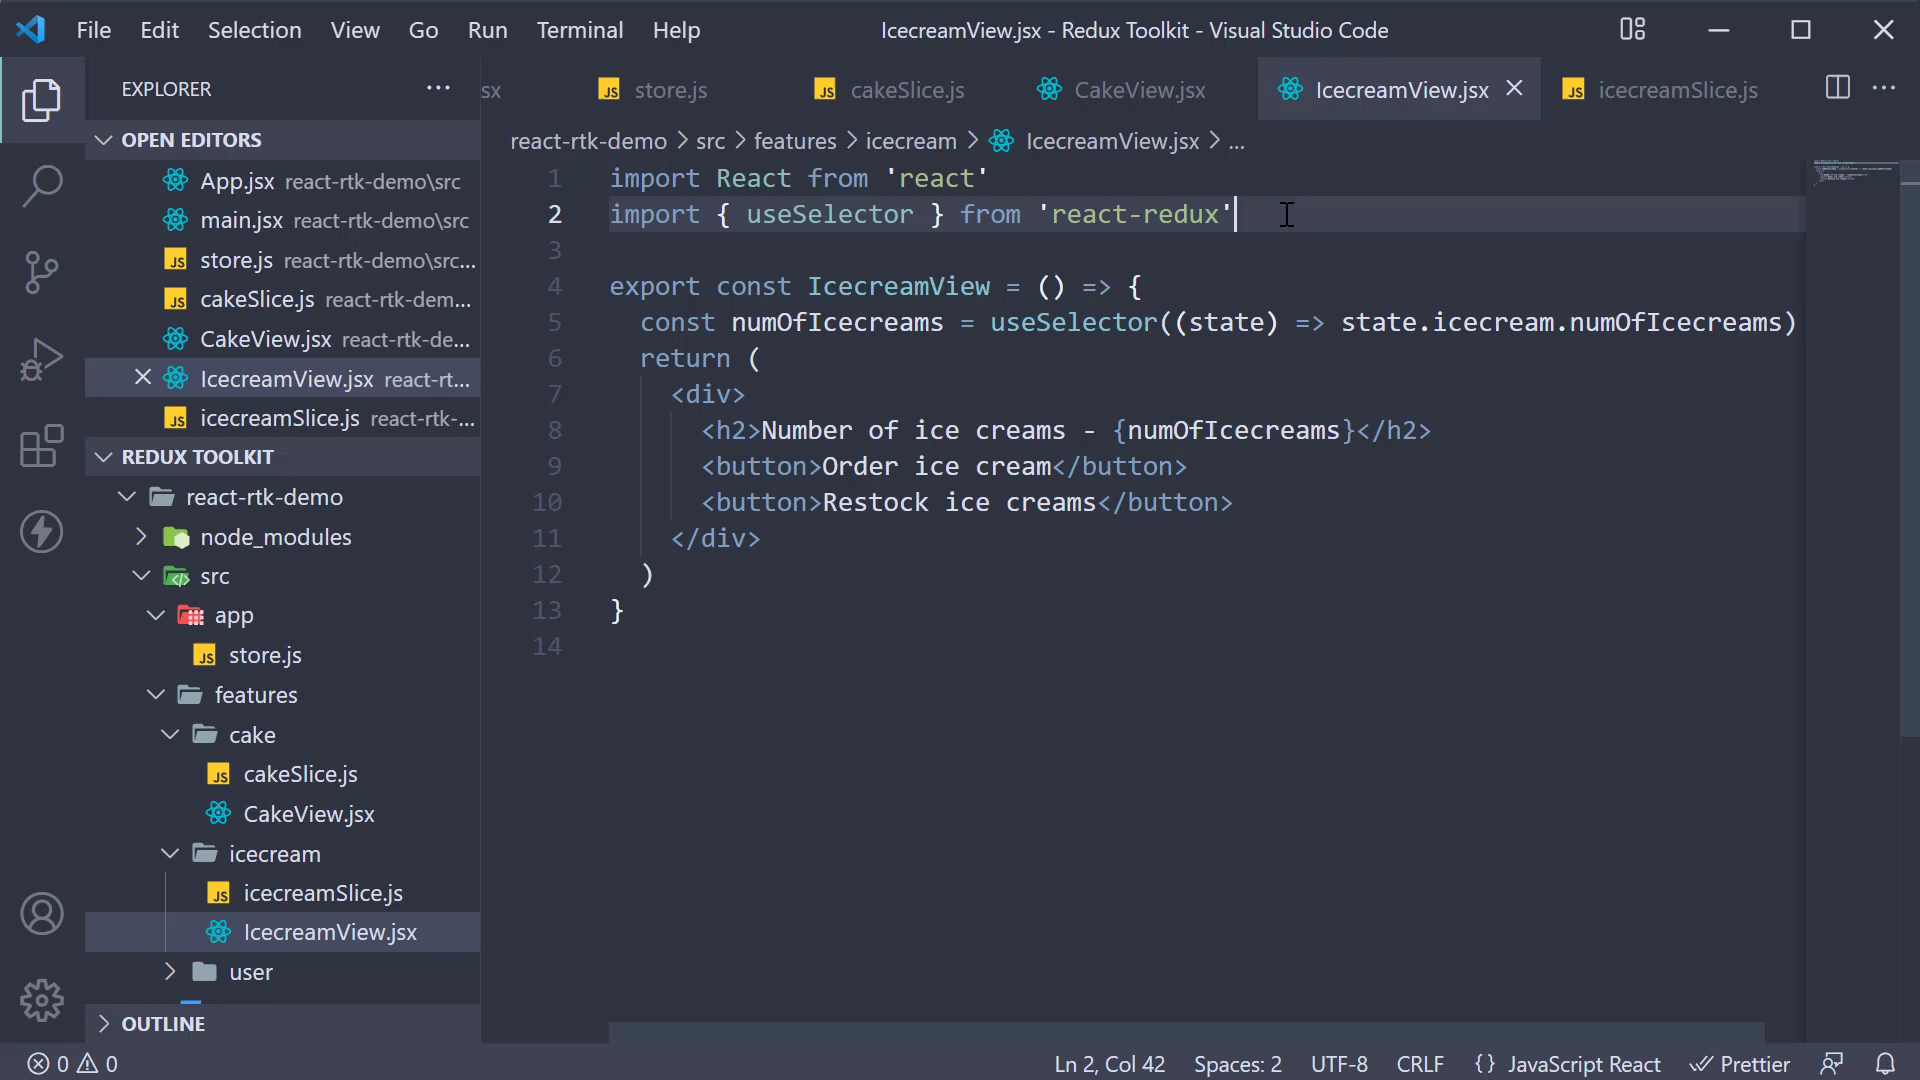 File Edit Selection View Go Run Terminal Help
IcecreamView.jsx - Redux Toolkit - Visual Studio Code
EXPLORER
OPEN EDITORS
App.jsx react-rtk-demo\src
main.jsx react-rtk-demo\src
store.js react-rtk-demo\src...
cakeSlice.js react-rtk-dem...
CakeView.jsx react-rtk-de...
IcecreamView.jsx react-rt...
icecreamSlice.js react-rtk-...
REDUX TOOLKIT
react-rtk-demo
node_modules
src
app
store.js
features
cake
cakeSlice.js
CakeView.jsx
icecream
icecreamSlice.js
IcecreamView.jsx
user
OUTLINE
sx store.js cakeSlice.js CakeView.jsx IcecreamView.jsx icecreamSlice.js
react-rtk-demo > src > features > icecream > IcecreamView.jsx > ...
1 import React from 'react'
2 import { useSelector } from 'react-redux'
3
4 export const IcecreamView = () => {
5 const numOfIcecreams = useSelector((state) => state.icecream.numOfIcecreams)
6 return (
7 <div>
8 <h2>Number of ice creams - {numOfIcecreams}</h2>
9 <button>Order ice cream</button>
10 <button>Restock ice creams</button>
11 </div>
12 )
13 }
14
0 0 Ln 2, Col 42 Spaces: 2 UTF-8 CRLF {} JavaScript React Prettier